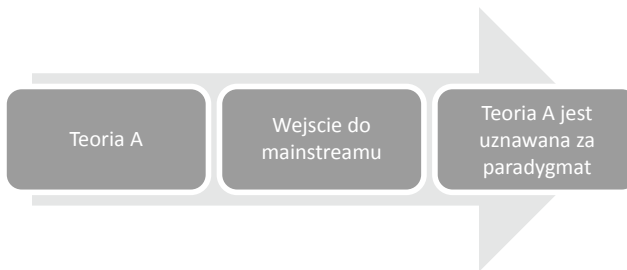 Teoria A
Wejscie do
mainstreamu
Teoria A jest
uznawana za
paradygmat